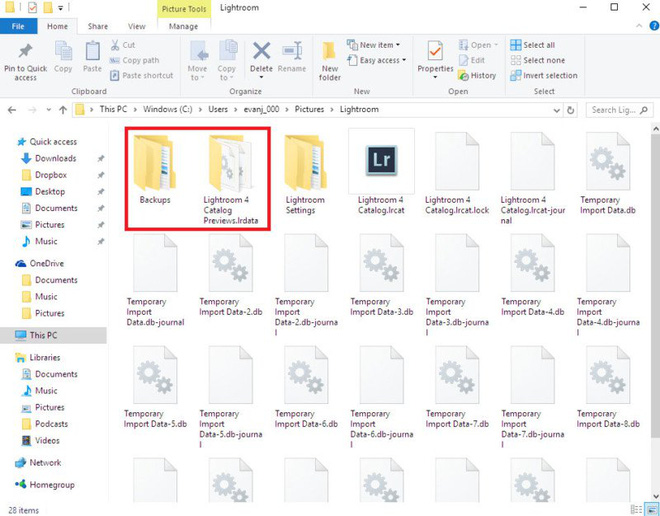 Picture Tools
Lightroom
File
Home
Share
View
Manage
Pin to Quick
access
Copy
Paste
Cut
Copy path
Paste shortcut
Move
to
Copy
to
Delete
Rename
New
folder
New item
Easy access
Properties
Open
Edit
History
Select all
Select none
Invert selection
Clipboard
Organize
New
Open
Select
This PC
Windows (C:)
Users
evanj_000
Pictures
Lightroom
Search Lig...
Quick access
Downloads
Dropbox
Desktop
Documents
Pictures
Music
OneDrive
Documents
Music
Pictures
This PC
Libraries
Documents
Music
Pictures
Podcasts
Videos
Network
Homegroup
Backups
Lightroom 4
Catalog
Previews.lrdata
Lightroom
Settings
Lr
Lightroom 4
Catalog.lrcat
Lightroom 4
Catalog.lrcat.lock
Lightroom 4
Catalog.lrcat-jour
nal
Temporary
Import Data.db
Temporary
Import
Data.db-journal
Temporary
Import Data-2.db
Temporary
Import
Data-2.db-journa
l
Temporary
Import Data-3.db
Temporary
Import
Data-3.db-journa
l
Temporary
Import Data-4.db
Temporary
Import
Data-4.db-journa
l
Temporary
Import Data-5.db
Temporary
Import
Data-5.db-journa
l
Temporary
Import Data-6.db
Temporary
Import
Data-6.db-journa
l
Temporary
Import Data-7.db
Temporary
Import
Data-7.db-journa
l
Temporary
Import Data-8.db
28 items